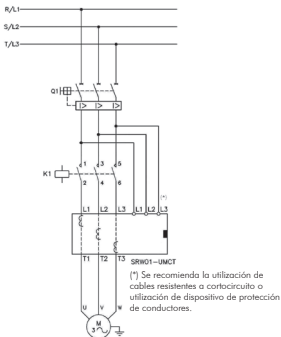 R/L1
S/L2
T/L3
Q1
I> I> I>
K1
1 3 5
2 4 6
(*)
L1 L2 L3 L1 L2 L3
T1 T2 T3 SRW01-UMCT
(*) Se recomienda la utilización de
cables resistentes a cortocircuito o
utilización de dispositivo de protección
de conductores.
U V W
M
3~